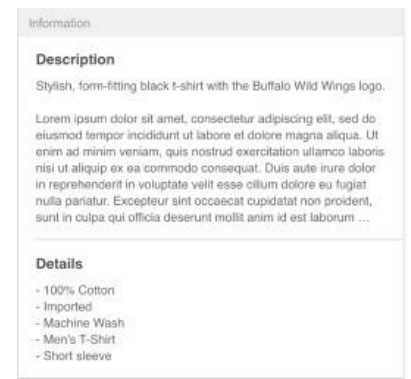 Information
Description
Stylish, form-fitting black t-shirt with the Buffalo Wild Wings logo.
Lorem ipsum dolor sit amet, consectetur adipiscing elit, sed do
eiusmod tempor incididunt ut labore et dolore magna aliqua. Ut
enim ad minim veniam, quis nostrud exercitation ullamco laboris
nisi ut aliquip ex ea commodo consequat. Duis aute irure dolor
in reprehenderit in voluptate velit esse cillum dolore eu fugiat
nulla pariatur. Excepteur sint occaecat cupidatat non proident,
sunt in culpa qui officia deserunt mollit anim id est laborum ...
Details
- 100% Cotton
- Imported
- Machine Wash
- Men's T-Shirt
- Short sleeve